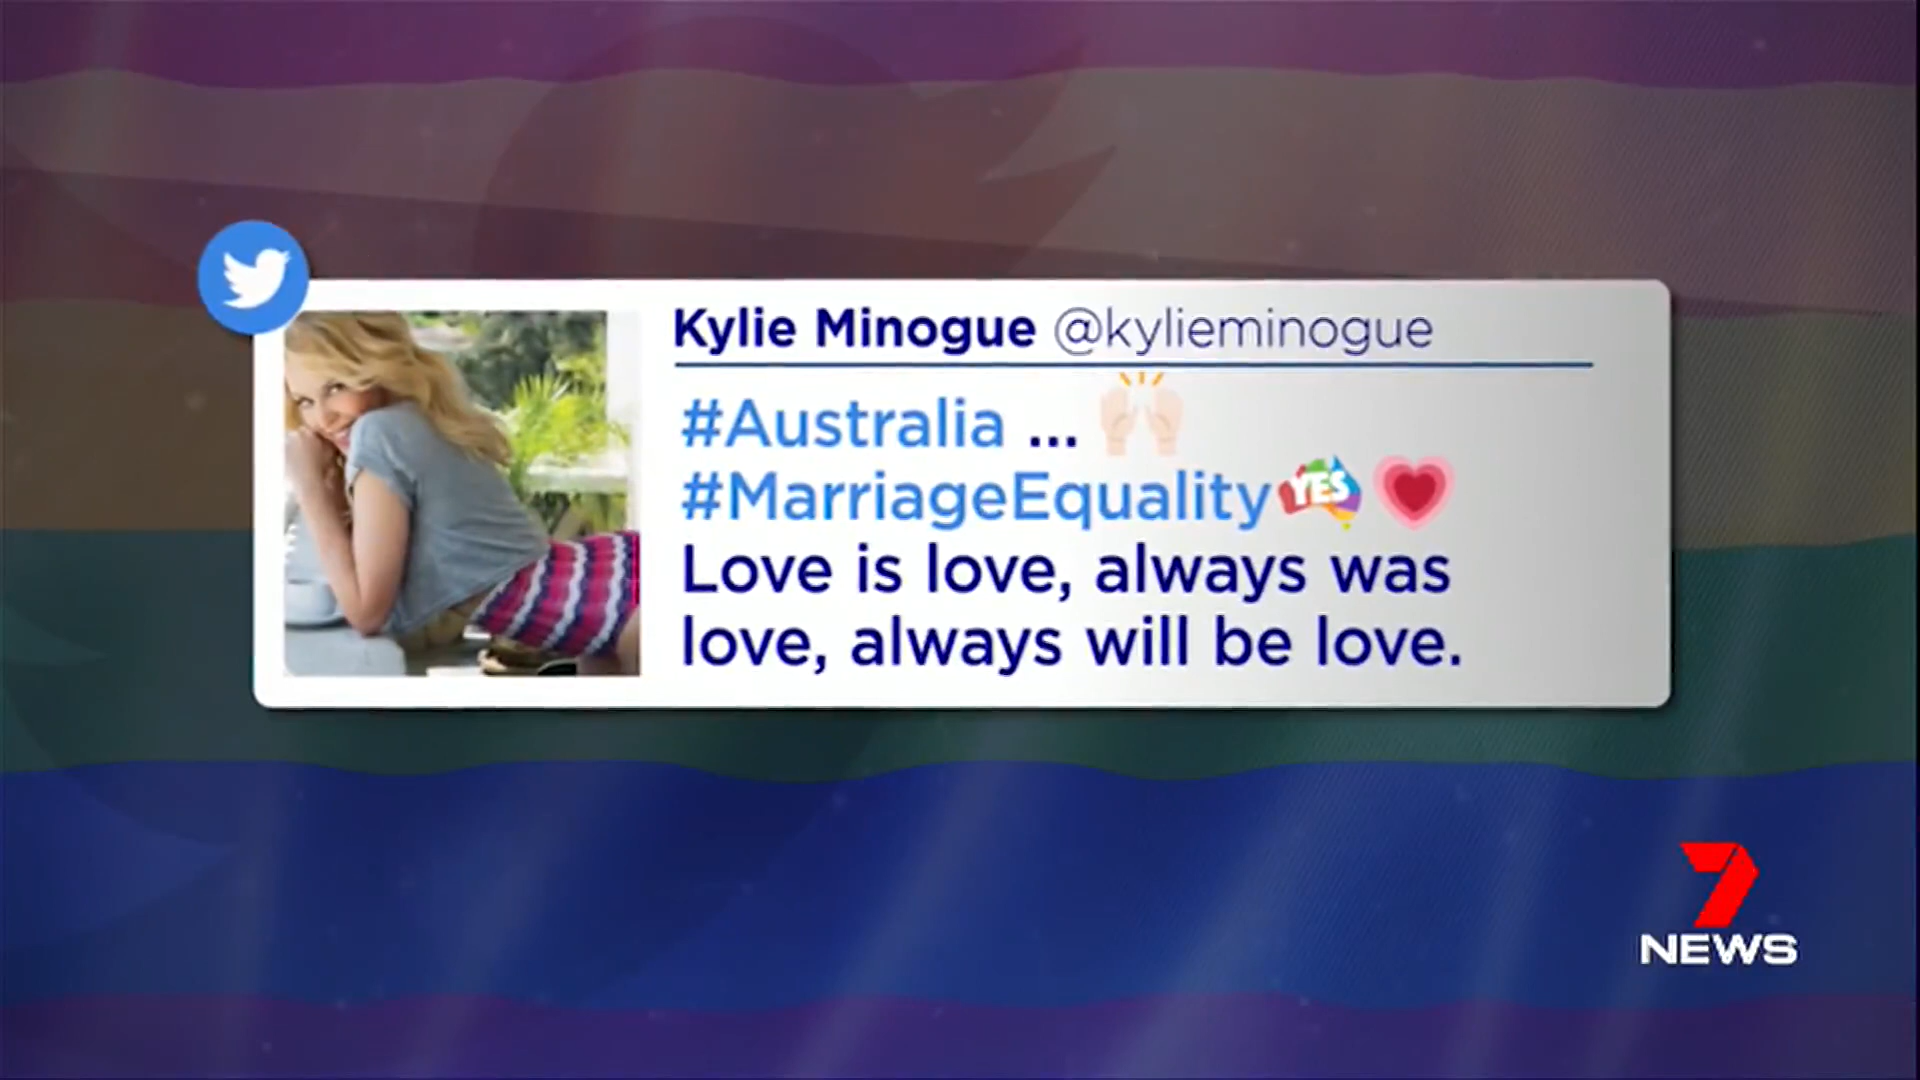 Kylie Minogue @kylieminogue
#Australia ... 🙌🏻
#MarriageEquality YES 💗
Love is love, always was
love, always will be love.
7
NEWS